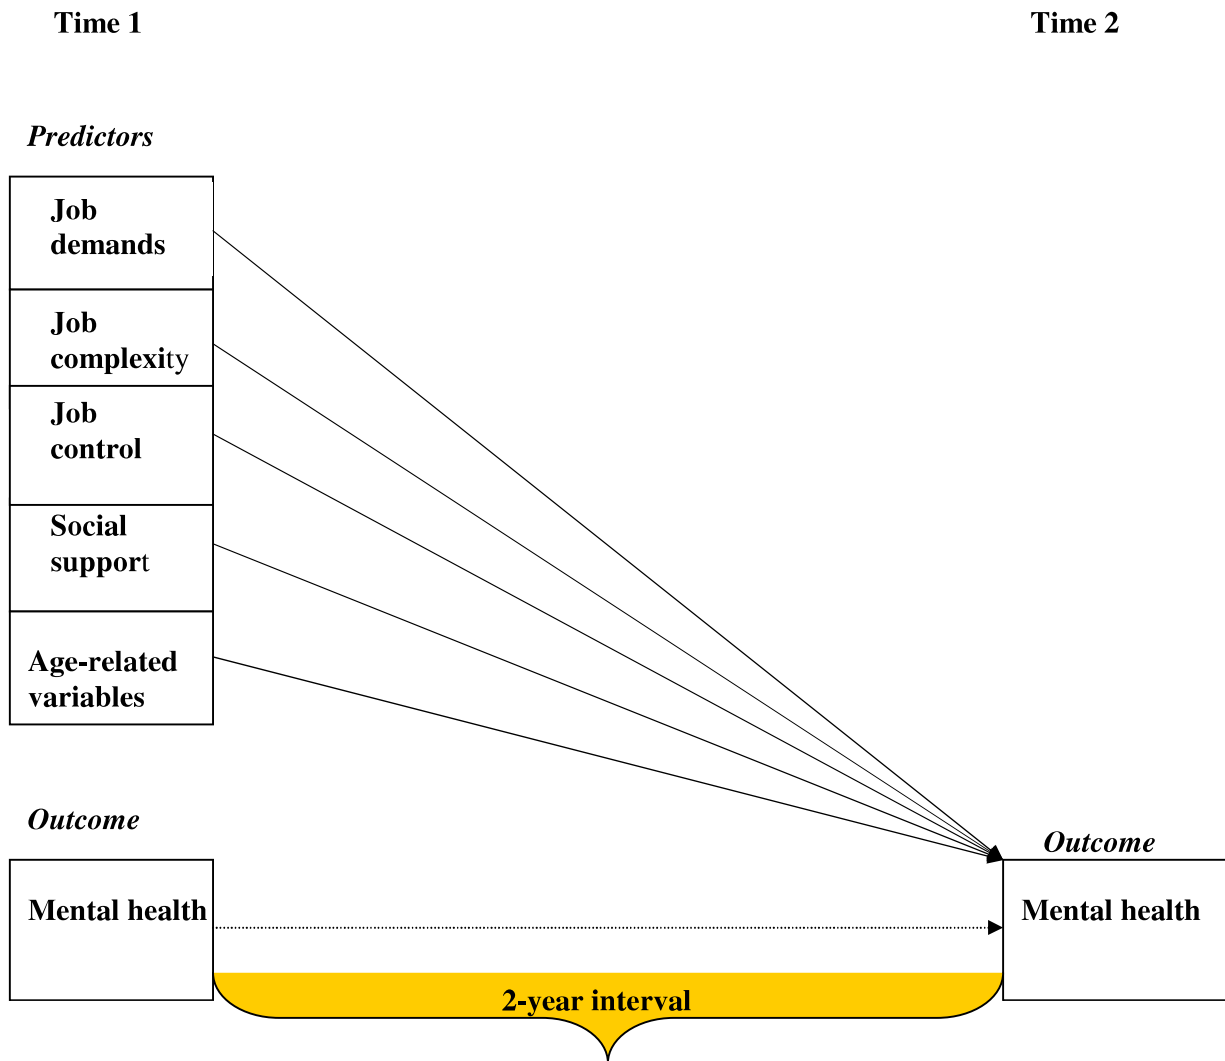 Time 1
Time 2
Predictors
Job
demands
Job
complexity
Job
control
Social
support
Age-related
variables
Outcome
Outcome
Mental health
Mental health
2-year interval